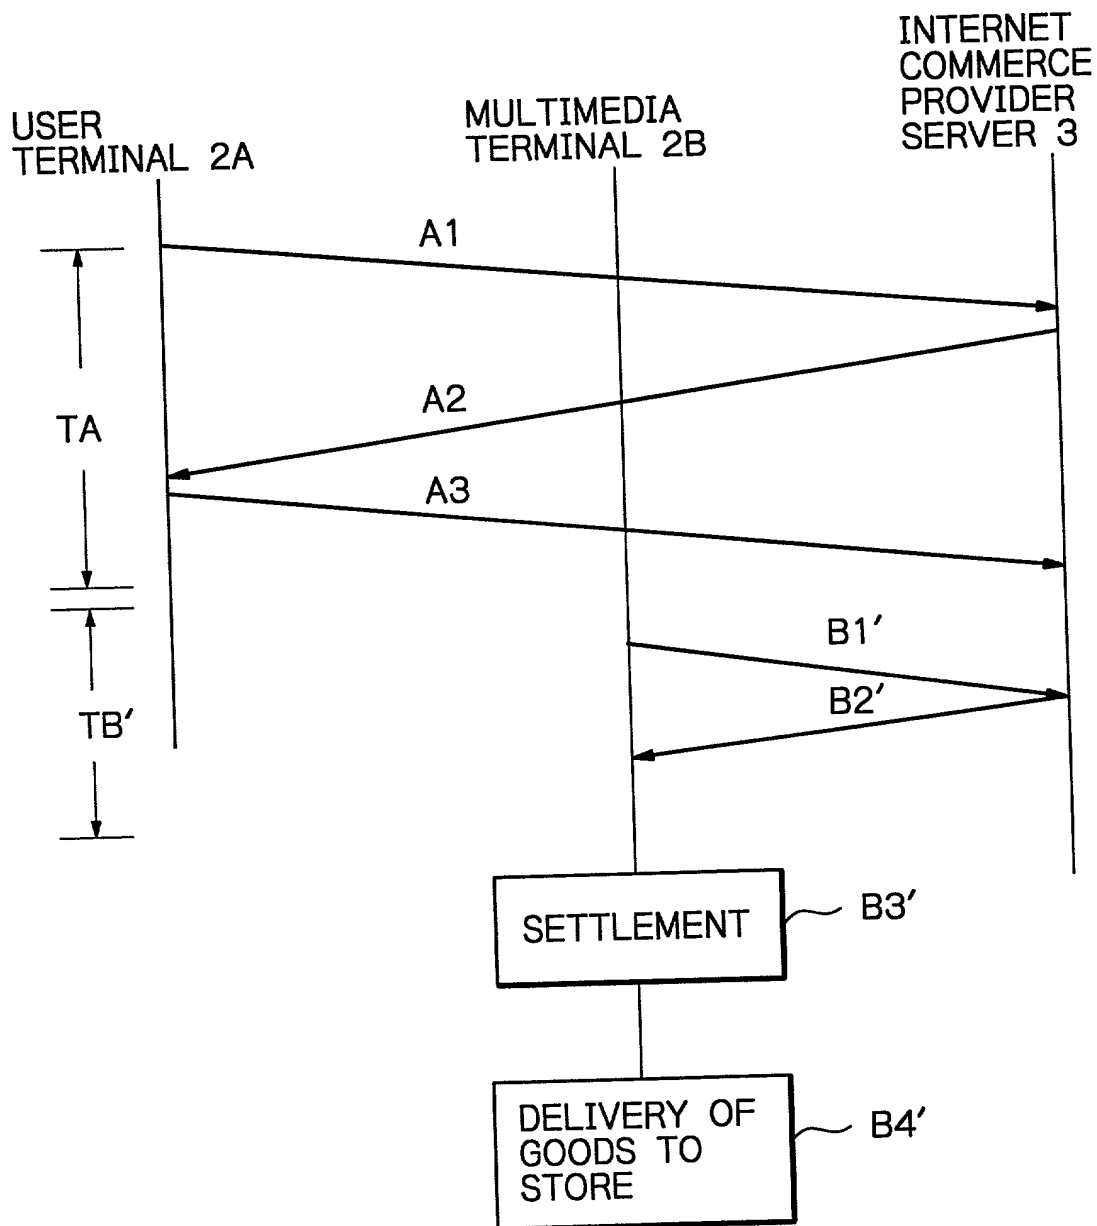 USER
TERMINAL 2A
MULTIMEDIA
TERMINAL 2B
INTERNET
COMMERCE
PROVIDER
SERVER 3
A1
A2
TA
A3
B1′
B2′
TB′
SETTLEMENT
B3′
DELIVERY OF
GOODS TO
STORE
B4′